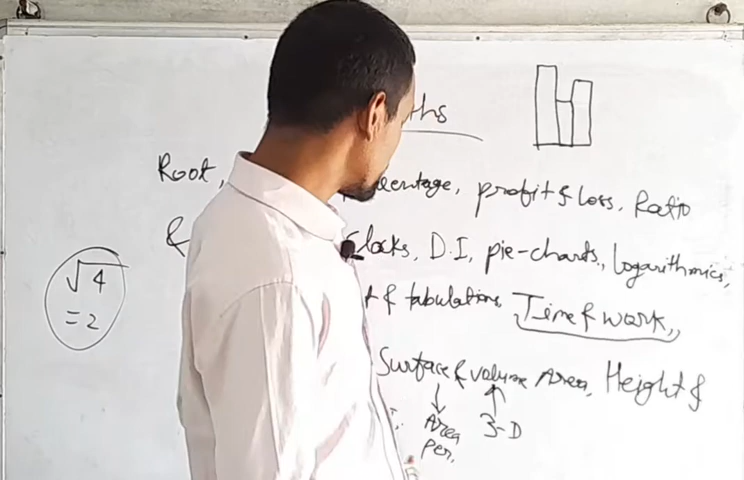 ths
Root, centage, profit & Loss, Ratio
& Clocks, D.I, pie-charts, Logarithmics,
& tabulations, Time & work,
√4
=2
Surface & volume Area, Height &
Area 3-D
per.